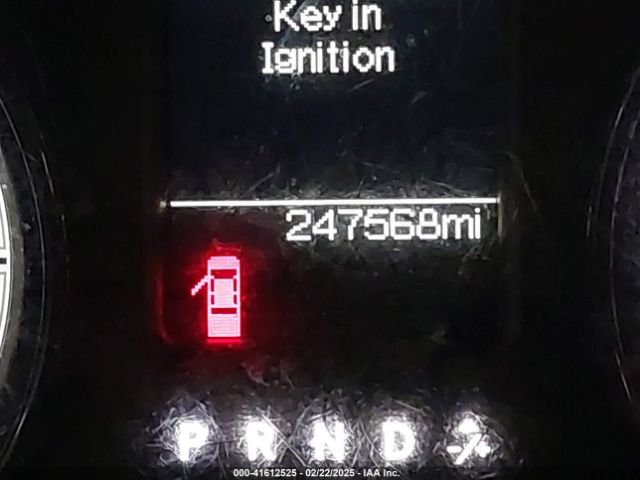 Key in
Ignition
247568mi
P R N D
000-41612525 - 02/22/2025 - IAA Inc.